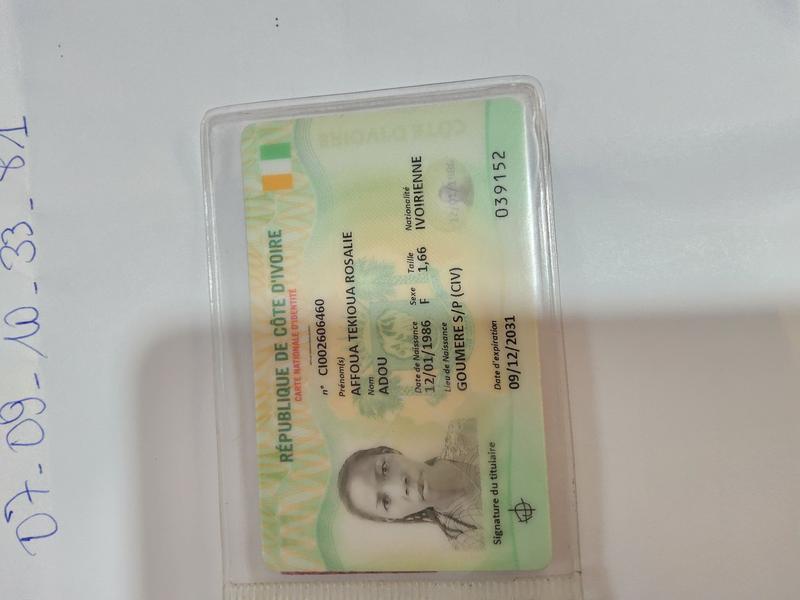 07-09-10-33-81
RÉPUBLIQUE DE CÔTE D'IVOIRE
CARTE NATIONALE D'IDENTITÉ
n° CI002606460
Prénom(s)
AFFOUA TEKIOUA ROSALIE
Nom
ADOU
Date de Naissance Sexe Taille Nationalité
12/01/1986 F 1,66 IVOIRIENNE
Lieu de Naissance
GOUMERE S/P (CIV)
Date d'expiration
09/12/2031
039152
Signature du titulaire
CÔTE D'IVOIRE